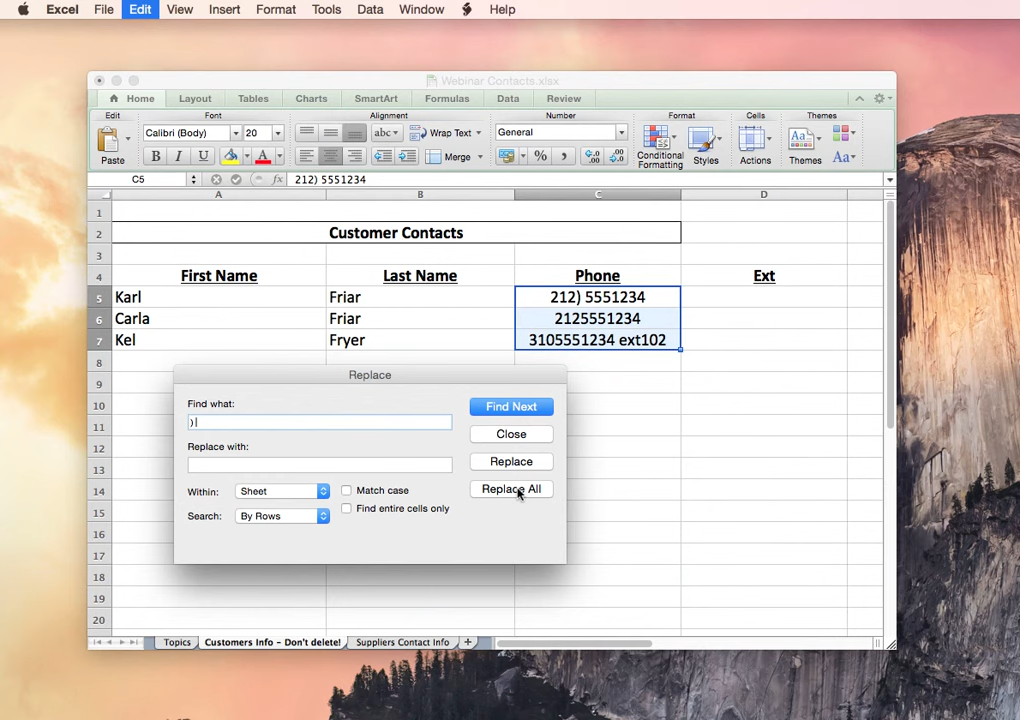 Excel File Edit View Insert Format Tools Data Window Help
Webinar Contacts.xlsx
Home Layout Tables Charts SmartArt Formulas Data Review
Edit Font Alignment Number Format Cells Themes
Calibri (Body) 20 abc Wrap Text General
Paste B I U A Merge % , Conditional Formatting Styles Actions Themes Aa
C5 fx 212) 5551234
A B C D
1
2 Customer Contacts
3
4 First Name Last Name Phone Ext
5 Karl Friar 212) 5551234
6 Carla Friar 2125551234
7 Kel Fryer 3105551234 ext102
8
9
10
11
12
13
14
15
16
17
18
19
20
Replace
Find what:
)
Find Next
Close
Replace with:
Replace
Replace All
Within: Sheet Match case
Search: By Rows Find entire cells only
Topics Customers Info - Don't delete! Suppliers Contact Info +